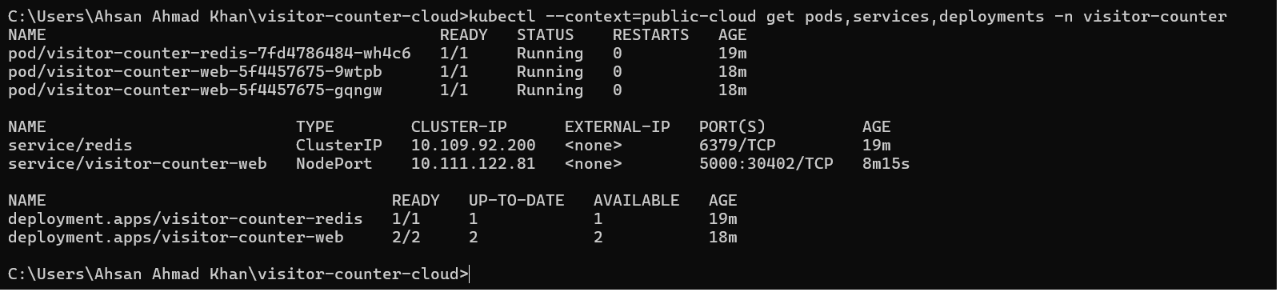 C:\Users\Ahsan Ahmad Khan\visitor-counter-cloud>kubectl --context=public-cloud get pods,services,deployments -n visitor-counter
NAME                                         READY   STATUS    RESTARTS   AGE
pod/visitor-counter-redis-7fd4786484-wh4c6   1/1     Running   0          19m
pod/visitor-counter-web-5f4457675-9wtpb      1/1     Running   0          18m
pod/visitor-counter-web-5f4457675-gqngw      1/1     Running   0          18m

NAME                          TYPE        CLUSTER-IP      EXTERNAL-IP   PORT(S)          AGE
service/redis                 ClusterIP   10.109.92.200   <none>        6379/TCP         19m
service/visitor-counter-web   NodePort    10.111.122.81   <none>        5000:30402/TCP   8m15s

NAME                                    READY   UP-TO-DATE   AVAILABLE   AGE
deployment.apps/visitor-counter-redis   1/1     1            1           19m
deployment.apps/visitor-counter-web     2/2     2            2           18m

C:\Users\Ahsan Ahmad Khan\visitor-counter-cloud>